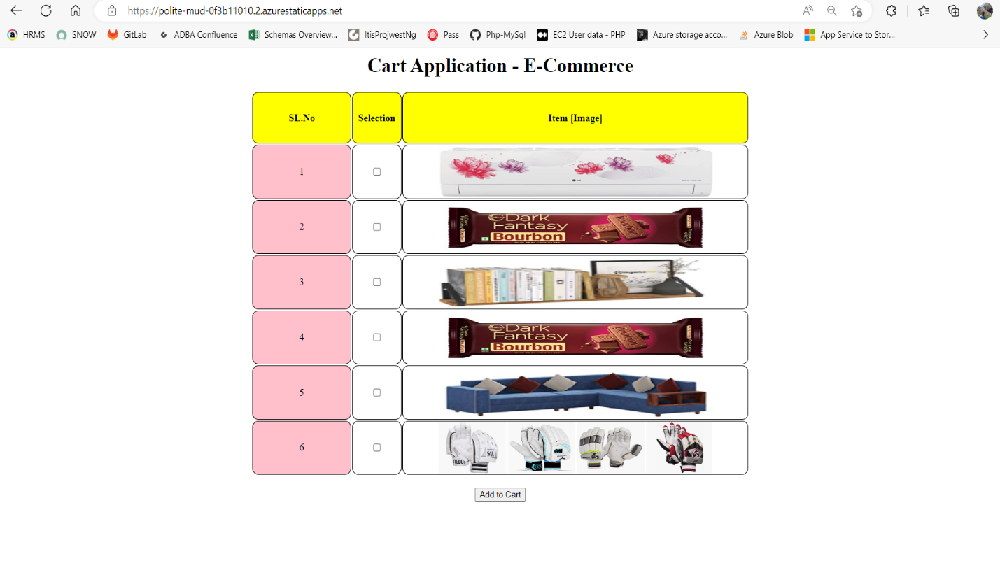 https://polite-mud-0f3b11010.2.azurestaticapps.net
HRMS SNOW GitLab ADBA Confluence Schemas Overview... ItisProjwestNg Pass Php-MySql EC2 User data - PHP Azure storage acco... Azure Blob App Service to Stor...
Cart Application - E-Commerce
SL.No Selection Item [Image]
1
LG
2
Dark
Fantasy
Bourbon
3
4
Dark
Fantasy
Bourbon
5
6
Add to Cart